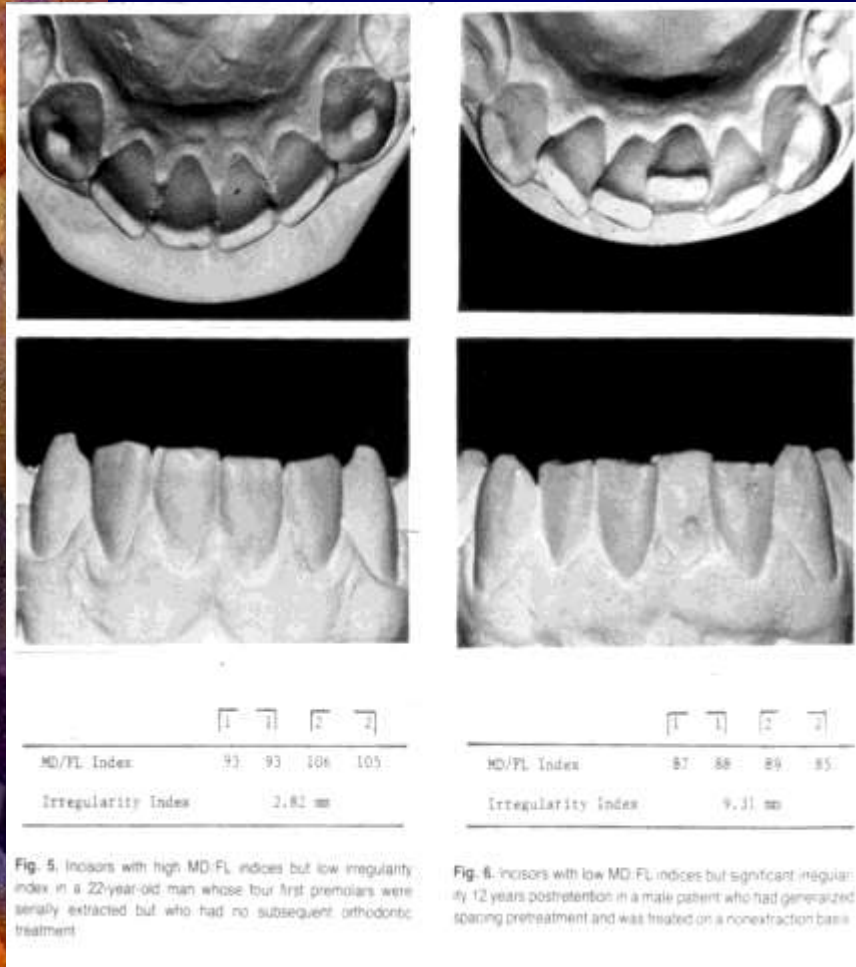 1 1 2 2
MD/FL Index 93 93 106 105
Irregularity Index 2.82 mm
Fig. 5. Incisors with high MD:FL indices but low irregularity
index in a 22-year-old man whose four first premolars were
serially extracted but who had no subsequent orthodontic
treatment
1 1 2 2
MD/FL Index 87 88 89 85
Irregularity Index 9.31 mm
Fig. 6. Incisors with low MD:FL indices but significant irregular-
ity 12 years postretention in a male patient who had generalized
spacing pretreatment and was treated on a nonextraction basis